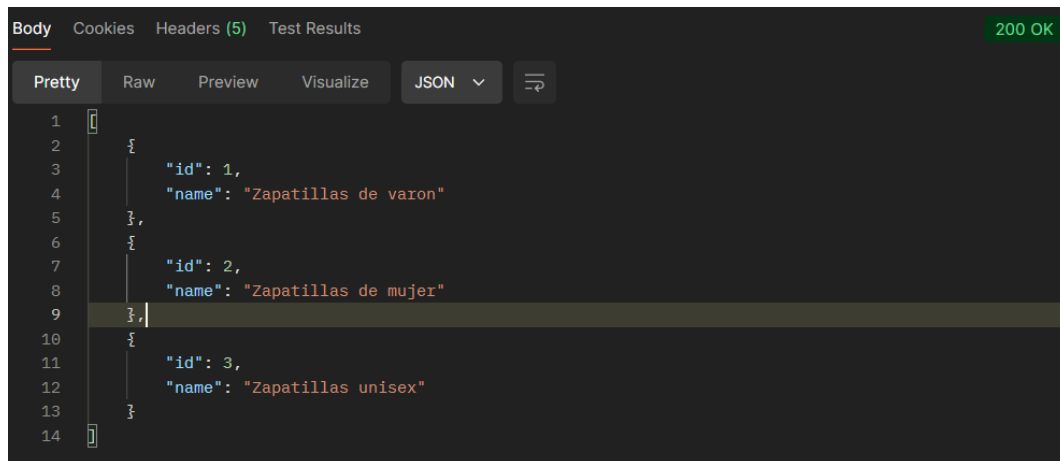 Body Cookies Headers (5) Test Results 200 OK
Pretty Raw Preview Visualize JSON
1 [
2 {
3 "id": 1,
4 "name": "Zapatillas de varon"
5 },
6 {
7 "id": 2,
8 "name": "Zapatillas de mujer"
9 },
10 {
11 "id": 3,
12 "name": "Zapatillas unisex"
13 }
14 ]